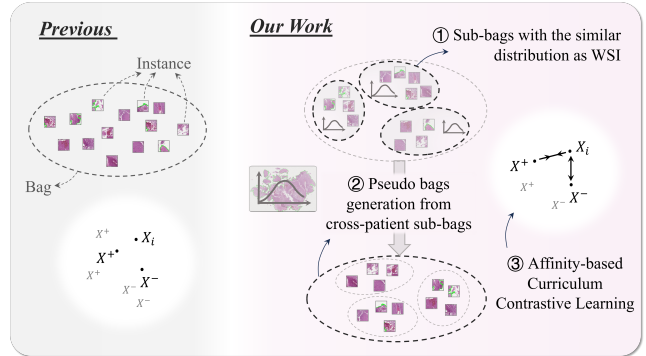 Previous
Instance
Bag
X⁺
X⁺
X⁺
Xᵢ
X⁻
X⁻
X⁻
Our Work
① Sub-bags with the similar
distribution as WSI
② Pseudo bags
generation from
cross-patient sub-bags
X⁺
X⁺
Xᵢ
X⁻
X⁻
③ Affinity-based
Curriculum
Contrastive Learning